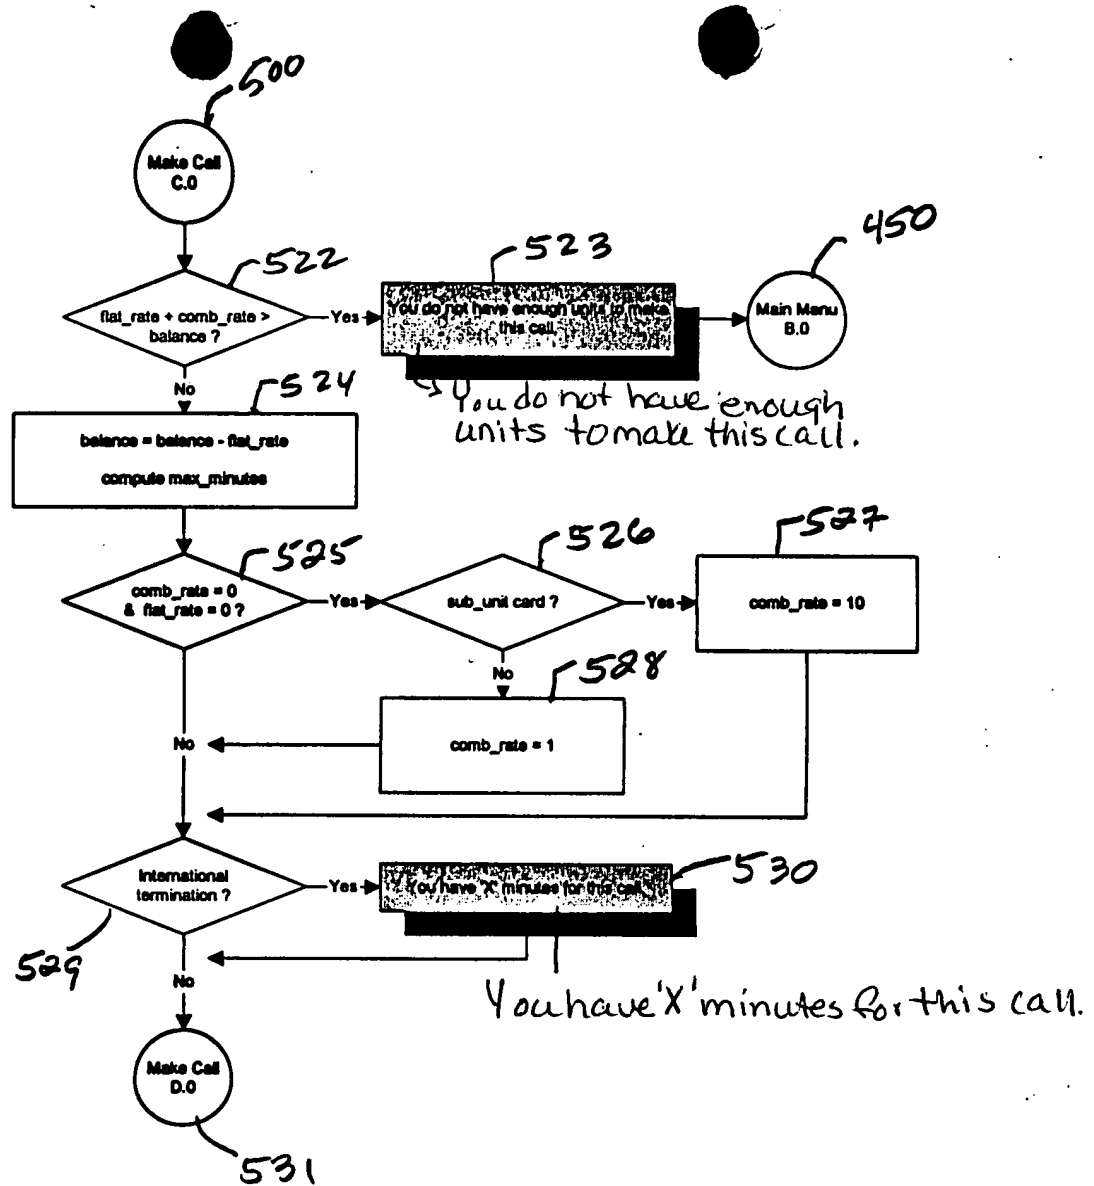 500
Make Call
C.0
522
flat_rate + comb_rate >
balance ?
Yes
523
You do not have enough units to make
this call.
450
Main Menu
B.0
You do not have enough
units to make this call.
No
524
balance = balance - flat_rate
compute max_minutes
525
comb_rate = 0
& flat_rate = 0 ?
Yes
526
sub_unit card ?
Yes
527
comb_rate = 10
No
528
comb_rate = 1
No
International
termination ?
529
Yes
You have 'X' minutes for this call.
530
You have 'X' minutes for this call.
No
Make Call
D.0
531